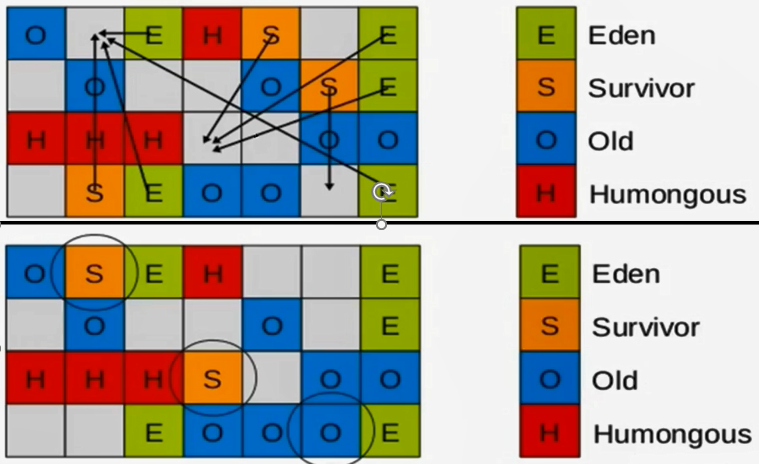 O E H S E Eden
O O S E Survivor
H H H O O Old
S E O O E Humongous
E
S
O
H
O S E H E Eden
O O E Survivor
H H H S O O Old
E O O O E Humongous
E
S
O
H